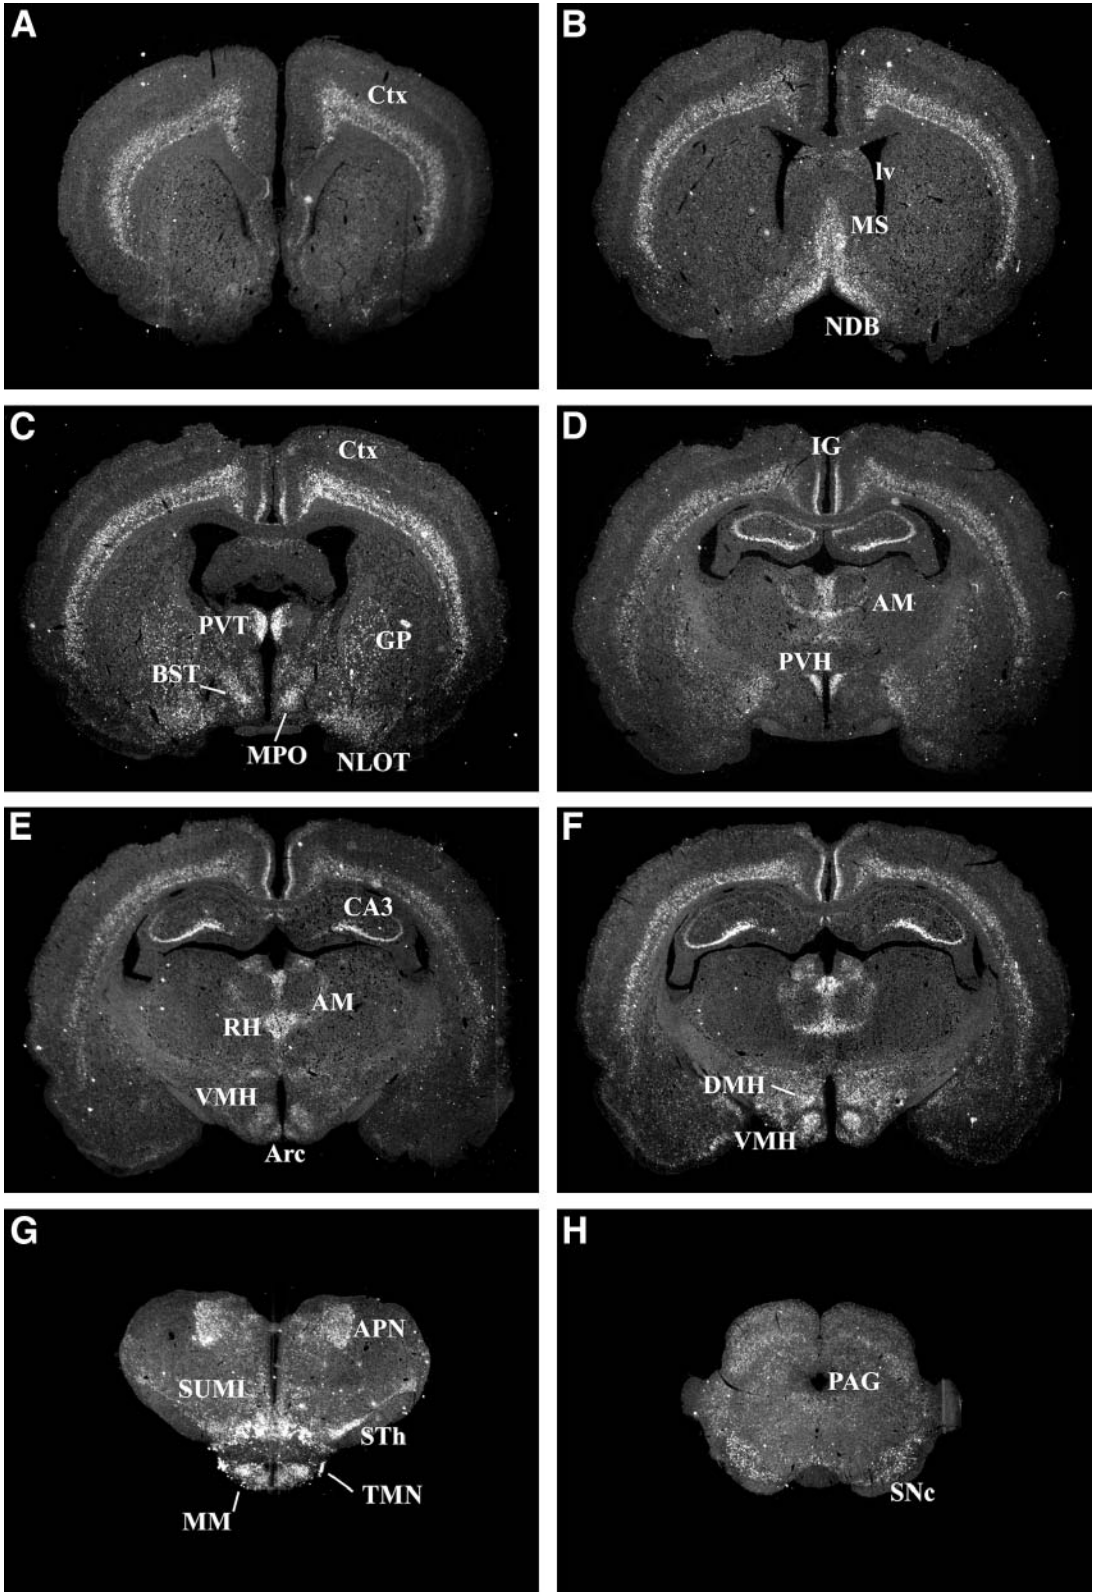 A
Ctx
B
lv
MS
NDB
C
Ctx
PVT
GP
BST
MPO
NLOT
D
IG
AM
PVH
E
CA3
AM
RH
VMH
Arc
F
DMH
VMH
G
APN
SUML
STh
TMN
MM
H
PAG
SNc